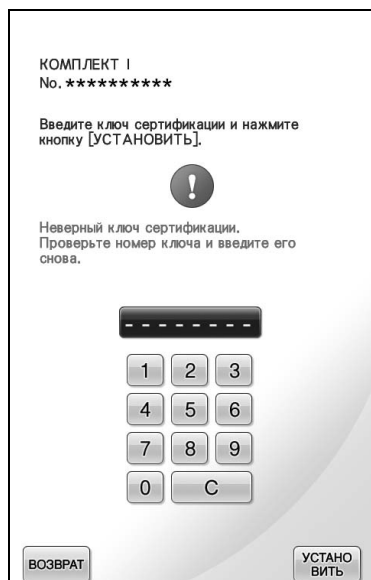 КОМПЛЕКТ I
No. **********
Введите ключ сертификации и нажмите
кнопку [УСТАНОВИТЬ].
!
Неверный ключ сертификации.
Проверьте номер ключа и введите его
снова.
- - - - - - - -
1 2 3
4 5 6
7 8 9
0 C
ВОЗВРАТ
УСТАНО
ВИТЬ